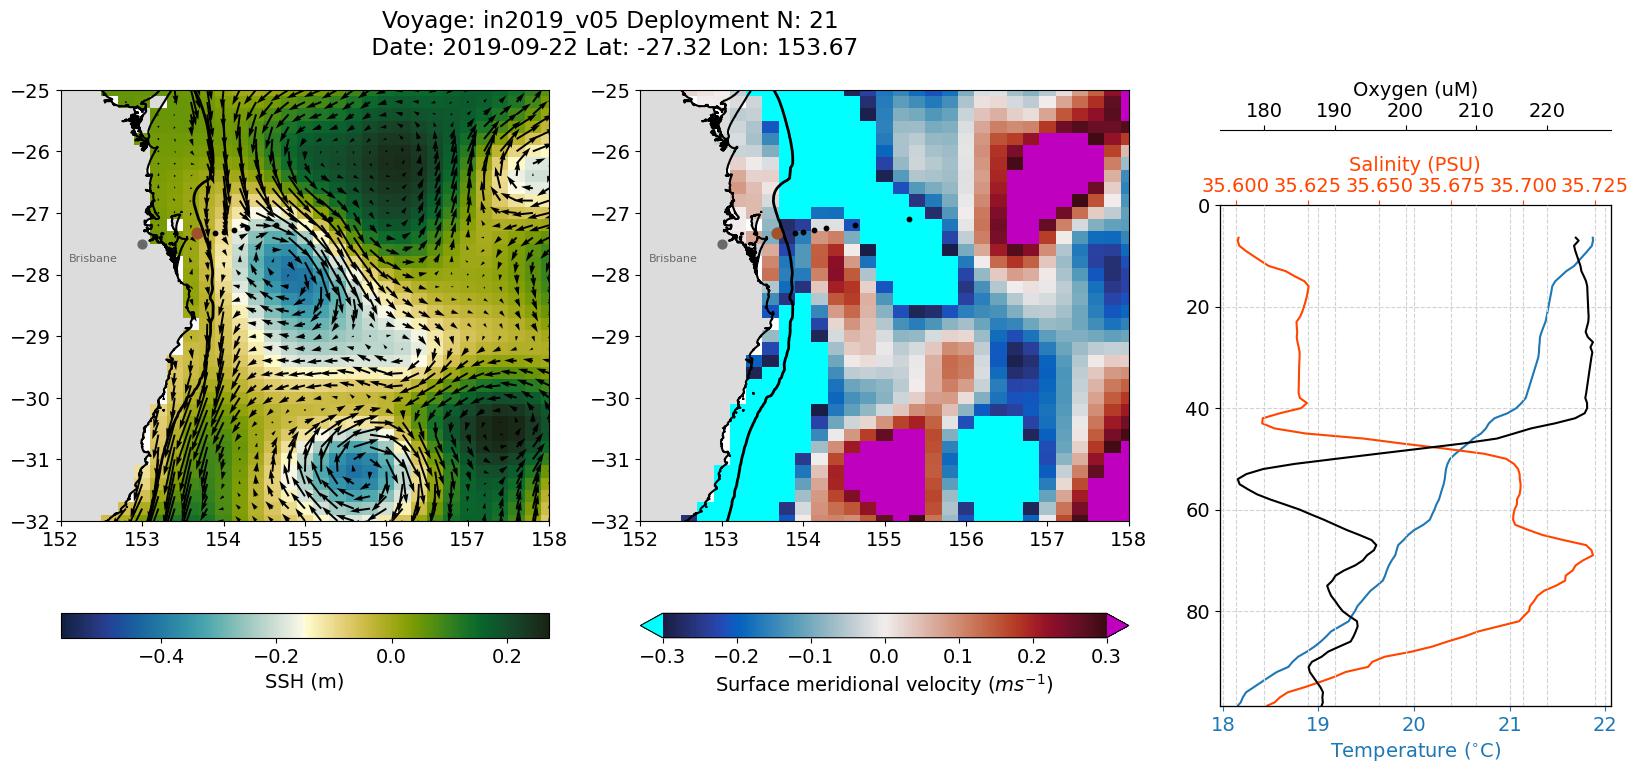 Voyage: in2019_v05 Deployment N: 21
Date: 2019-09-22 Lat: -27.32 Lon: 153.67
−25
−26
−27
−28
−29
−30
−31
−32
152 153 154 155 156 157 158
Brisbane
−0.4 −0.2 0.0 0.2
SSH (m)
−25
−26
−27
−28
−29
−30
−31
−32
152 153 154 155 156 157 158
Brisbane
−0.3 −0.2 −0.1 0.0 0.1 0.2 0.3
Surface meridional velocity (ms⁻¹)
Oxygen (uM)
180 190 200 210 220
Salinity (PSU)
35.600 35.625 35.650 35.675 35.700 35.725
0
20
40
60
80
18 19 20 21 22
Temperature (°C)